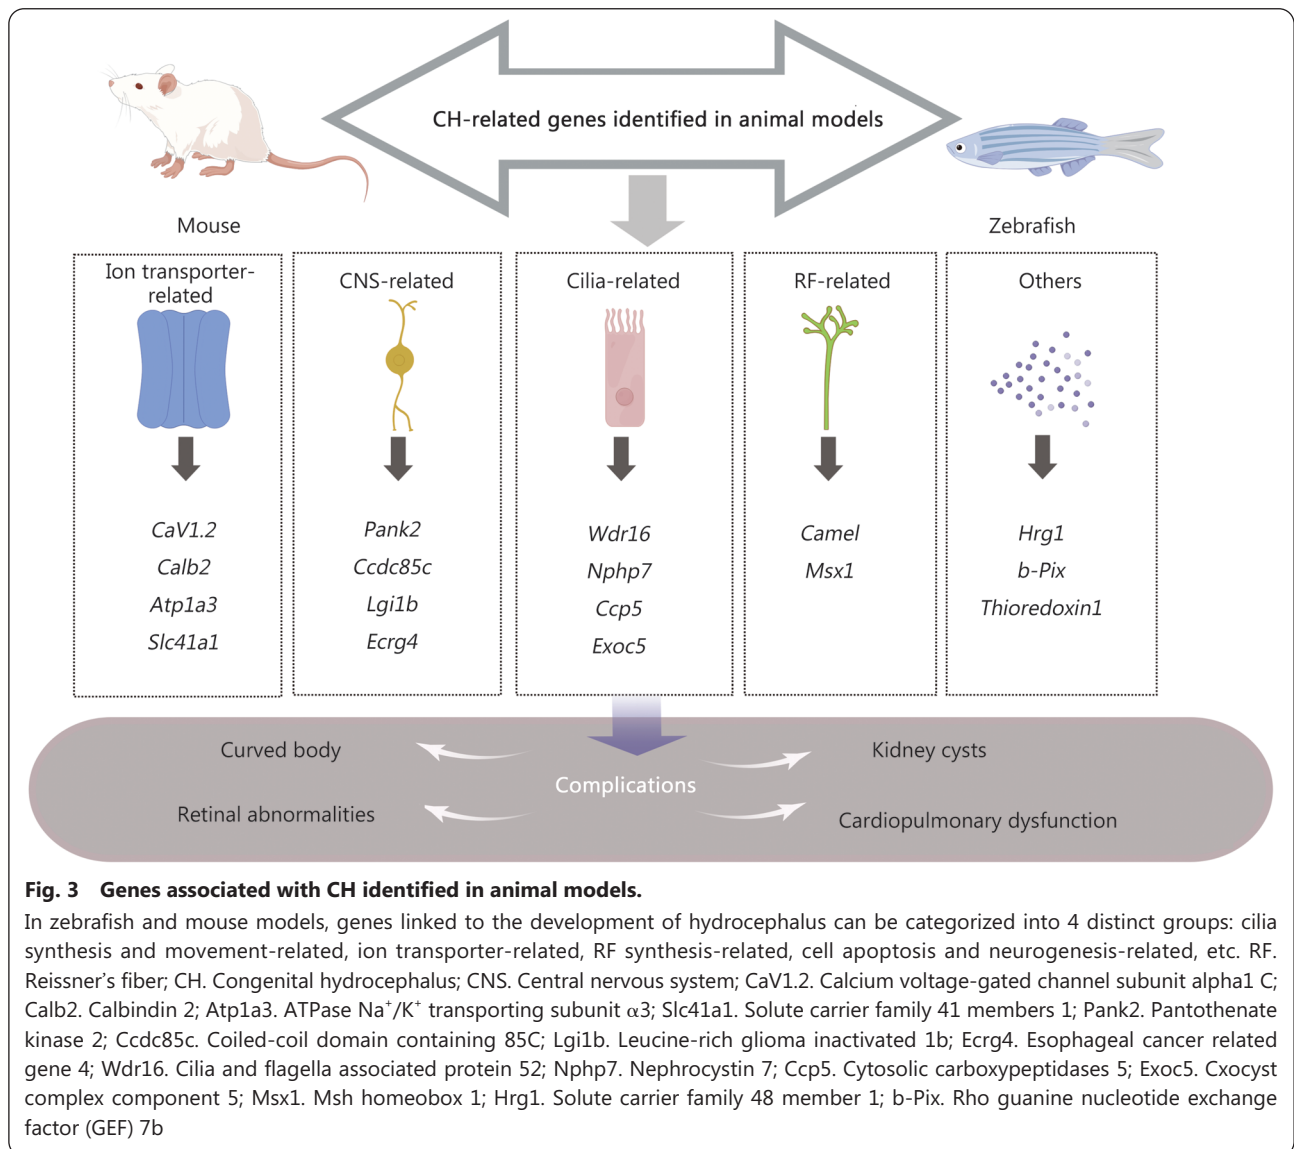 CH-related genes identified in animal models
Mouse
Zebrafish
Ion transporter-
related
CaV1.2
Calb2
Atp1a3
Slc41a1
CNS-related
Pank2
Ccdc85c
Lgi1b
Ecrg4
Cilia-related
Wdr16
Nphp7
Ccp5
Exoc5
RF-related
Camel
Msx1
Others
Hrg1
b-Pix
Thioredoxin1
Curved body
Kidney cysts
Complications
Retinal abnormalities
Cardiopulmonary dysfunction
Fig. 3 Genes associated with CH identified in animal models.
In zebrafish and mouse models, genes linked to the development of hydrocephalus can be categorized into 4 distinct groups: cilia
synthesis and movement-related, ion transporter-related, RF synthesis-related, cell apoptosis and neurogenesis-related, etc. RF.
Reissner's fiber; CH. Congenital hydrocephalus; CNS. Central nervous system; CaV1.2. Calcium voltage-gated channel subunit alpha1 C;
Calb2. Calbindin 2; Atp1a3. ATPase Na⁺/K⁺ transporting subunit α3; Slc41a1. Solute carrier family 41 members 1; Pank2. Pantothenate
kinase 2; Ccdc85c. Coiled-coil domain containing 85C; Lgi1b. Leucine-rich glioma inactivated 1b; Ecrg4. Esophageal cancer related
gene 4; Wdr16. Cilia and flagella associated protein 52; Nphp7. Nephrocystin 7; Ccp5. Cytosolic carboxypeptidases 5; Exoc5. Cxocyst
complex component 5; Msx1. Msh homeobox 1; Hrg1. Solute carrier family 48 member 1; b-Pix. Rho guanine nucleotide exchange
factor (GEF) 7b